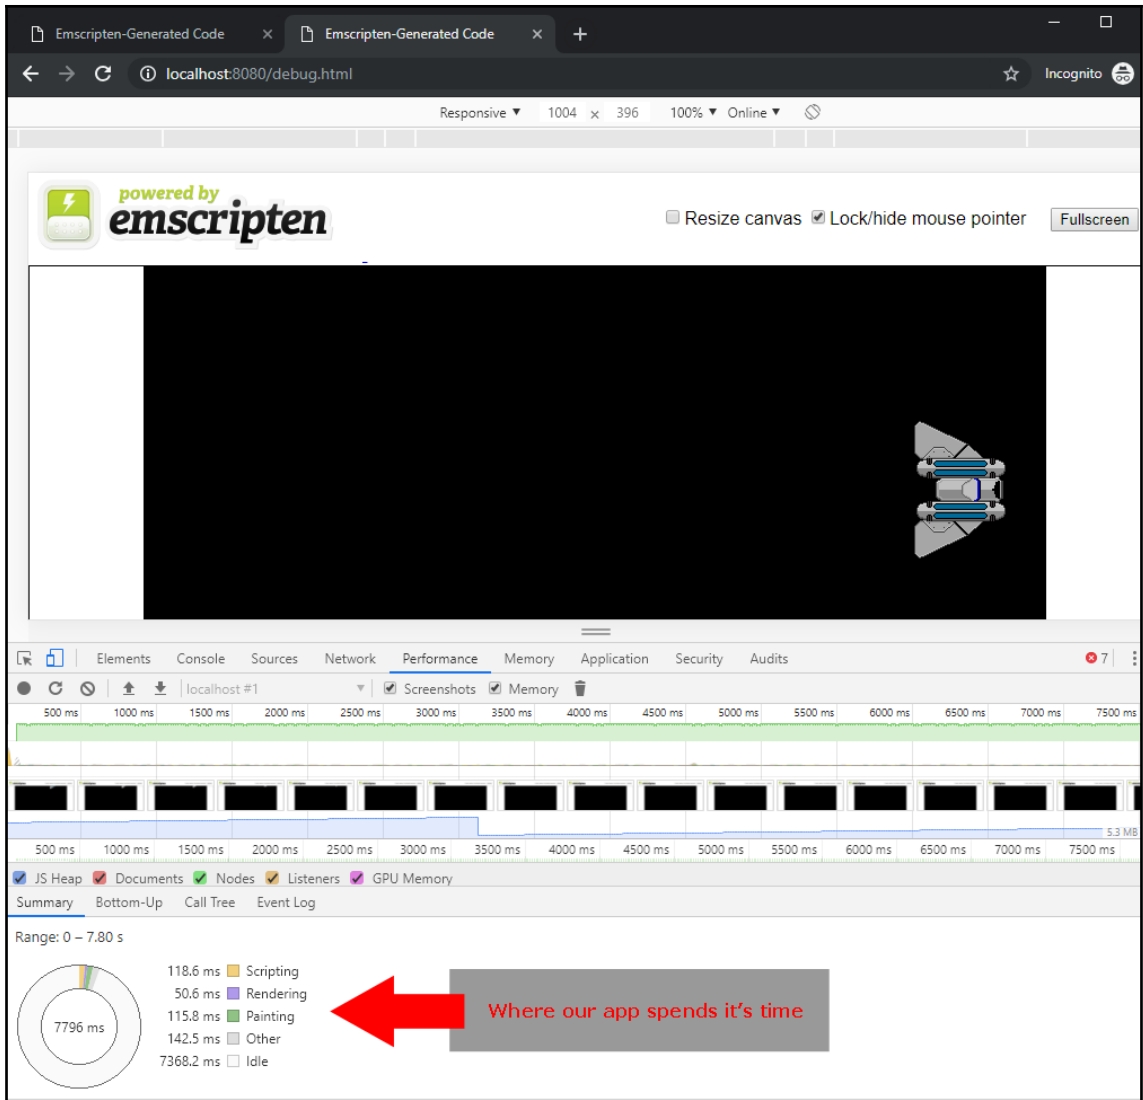 Emscripten-Generated Code × Emscripten-Generated Code × +
localhost:8080/debug.html Incognito
Responsive ▼ 1004 × 396 100% ▼ Online ▼
powered by
emscripten
Resize canvas Lock/hide mouse pointer Fullscreen
Elements Console Sources Network Performance Memory Application Security Audits 7
localhost #1 Screenshots Memory
500 ms 1000 ms 1500 ms 2000 ms 2500 ms 3000 ms 3500 ms 4000 ms 4500 ms 5000 ms 5500 ms 6000 ms 6500 ms 7000 ms 7500 ms
5.3 MB
500 ms 1000 ms 1500 ms 2000 ms 2500 ms 3000 ms 3500 ms 4000 ms 4500 ms 5000 ms 5500 ms 6000 ms 6500 ms 7000 ms 7500 ms
JS Heap Documents Nodes Listeners GPU Memory
Summary Bottom-Up Call Tree Event Log
Range: 0 – 7.80 s
7796 ms
118.6 ms Scripting
50.6 ms Rendering
115.8 ms Painting
142.5 ms Other
7368.2 ms Idle
Where our app spends it's time